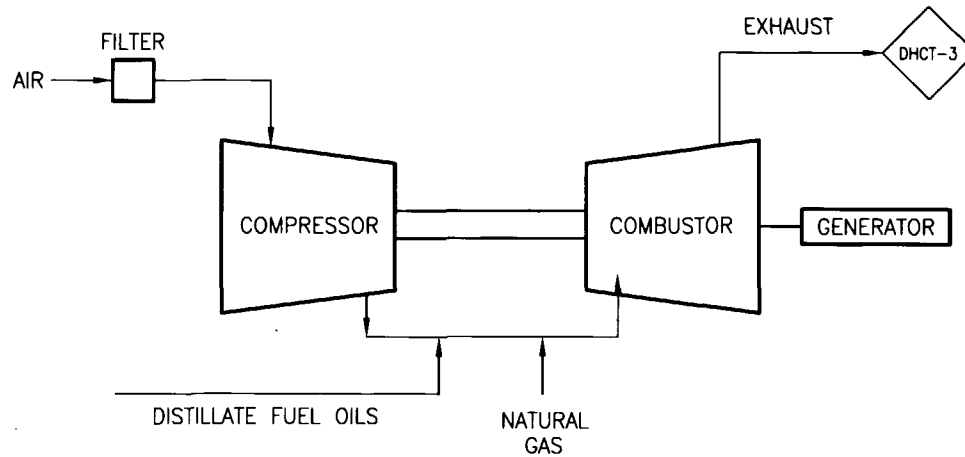 EXHAUST
FILTER
DHCT-3
AIR
COMPRESSOR
COMBUSTOR
GENERATOR
DISTILLATE FUEL OILS
NATURAL
GAS